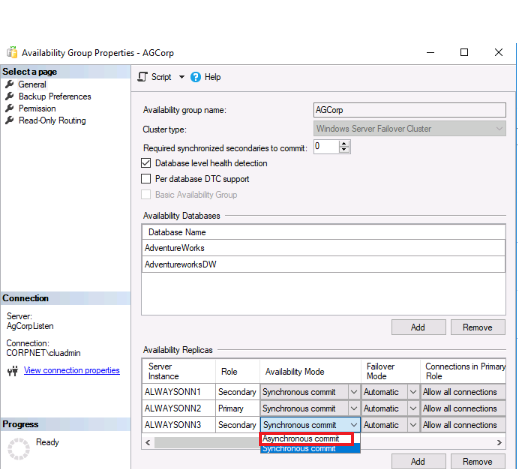 Availability Group Properties - AGCorp
Select a page
General
Backup Preferences
Permission
Read-Only Routing
Script
Help
Availability group name:
AGCorp
Cluster type:
Windows Server Failover Cluster
Required synchronized secondaries to commit:
0
Database level health detection
Per database DTC support
Basic Availability Group
Availability Databases
Database Name
AdventureWorks
AdventureworksDW
Add
Remove
Connection
Server:
AgCorpListen
Connection:
CORPNET\cluadmin
View connection properties
Progress
Ready
Availability Replicas
Server Instance Role Availability Mode Failover Mode Connections in Primary Role
ALWAYSONN1 Secondary Synchronous commit Automatic Allow all connections
ALWAYSONN2 Primary Synchronous commit Automatic Allow all connections
ALWAYSONN3 Secondary Synchronous commit Automatic Allow all connections
Asynchronous commit
Synchronous commit
Add
Remove